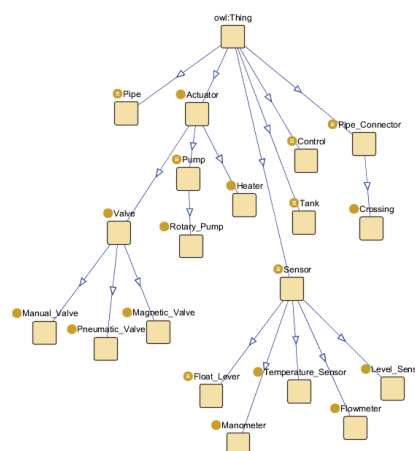 owl:Thing
Pipe
Actuator
Control
Pipe_Connector
Pump
Heater
Tank
Crossing
Valve
Rotary_Pump
Sensor
Manual_Valve
Pneumatic_Valve
Magnetic_Valve
Float_Lever
Temperature_Sensor
Level_Sens
Manometer
Flowmeter